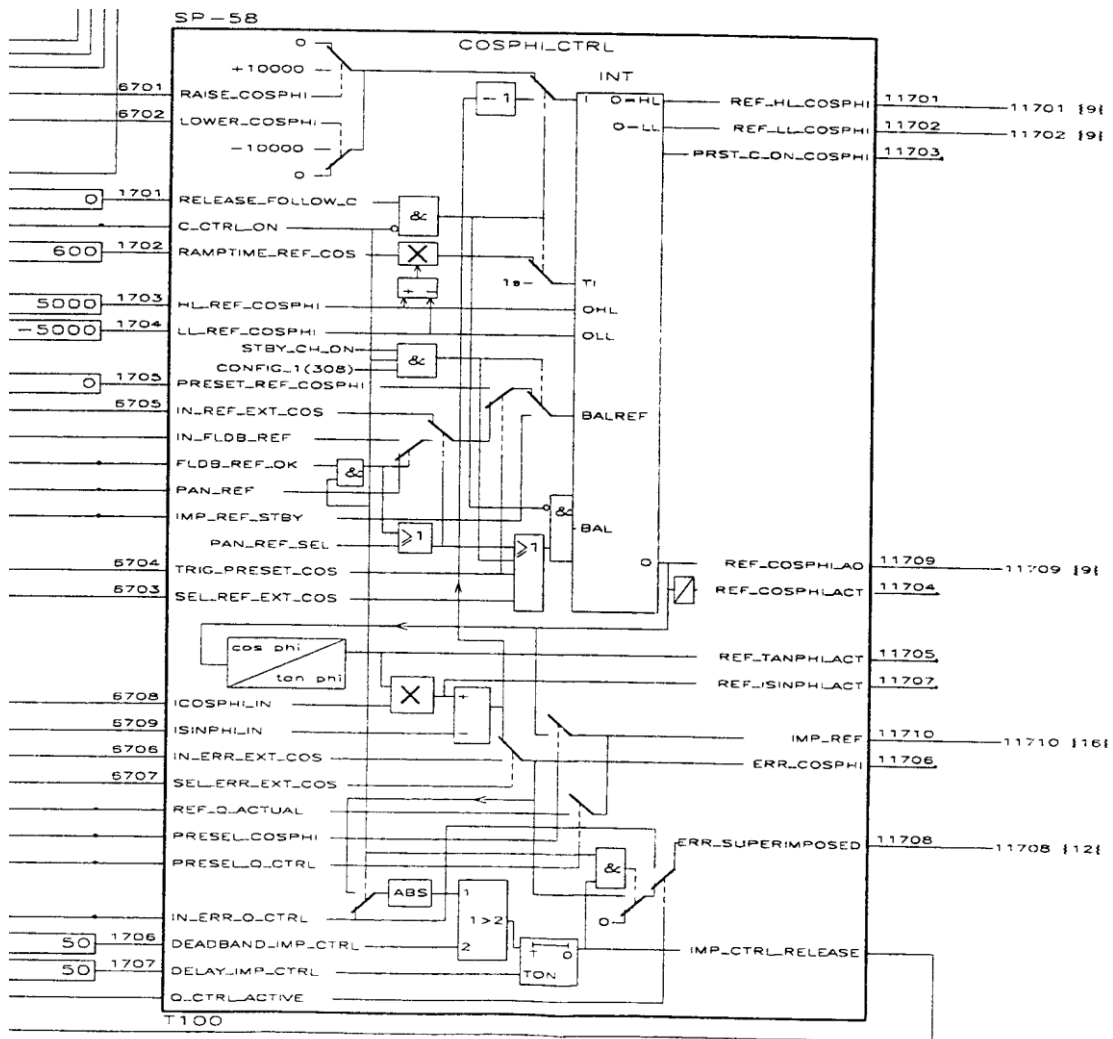 SP-58
COSPHI_CTRL
0
+10000
INT
6701 RAISE_COSPHI
-1
I O-HL REF_HL_COSPHI 11701 11701 {9}
6702 LOWER_COSPHI
O-LL REF_LL_COSPHI 11702 11702 {9}
-10000
PRST_C_ON_COSPHI 11703
0
0 1701 RELEASE_FOLLOW_C
&
C_CTRL_ON
600 1702 RAMPTIME_REF_COS
X
1s TI
+ -
5000 1703 HL_REF_COSPHI OHL
-5000 1704 LL_REF_COSPHI OLL
STBY_CH_ON
&
CONFIG_1(308)
0 1705 PRESET_REF_COSPHI
6705 IN_REF_EXT_COS BALREF
IN_FLDB_REF
FLDB_REF_OK
&
PAN_REF
IMP_REF_STBY
& BAL
PAN_REF_SEL ≥1 ≥1
6704 TRIG_PRESET_COS
O REF_COSPHI_AO 11709 11709 {9}
6703 SEL_REF_EXT_COS
REF_COSPHI_ACT 11704
cos phi
tan phi
REF_TANPHI_ACT 11705
X
REF_ISINPHI_ACT 11707
6708 ICOSPHI_IN
+
6709 ISINPHI_IN
-
IMP_REF 11710 11710 {16}
6706 IN_ERR_EXT_COS
ERR_COSPHI 11706
6707 SEL_ERR_EXT_COS
REF_Q_ACTUAL
PRESEL_COSPHI
ERR_SUPERIMPOSED 11708 11708 {12}
PRESEL_Q_CTRL
&
ABS 1
IN_ERR_Q_CTRL 1>2 0
50 1706 DEADBAND_IMP_CTRL 2
T 0
IMP_CTRL_RELEASE
50 1707 DELAY_IMP_CTRL TON
Q_CTRL_ACTIVE
T100